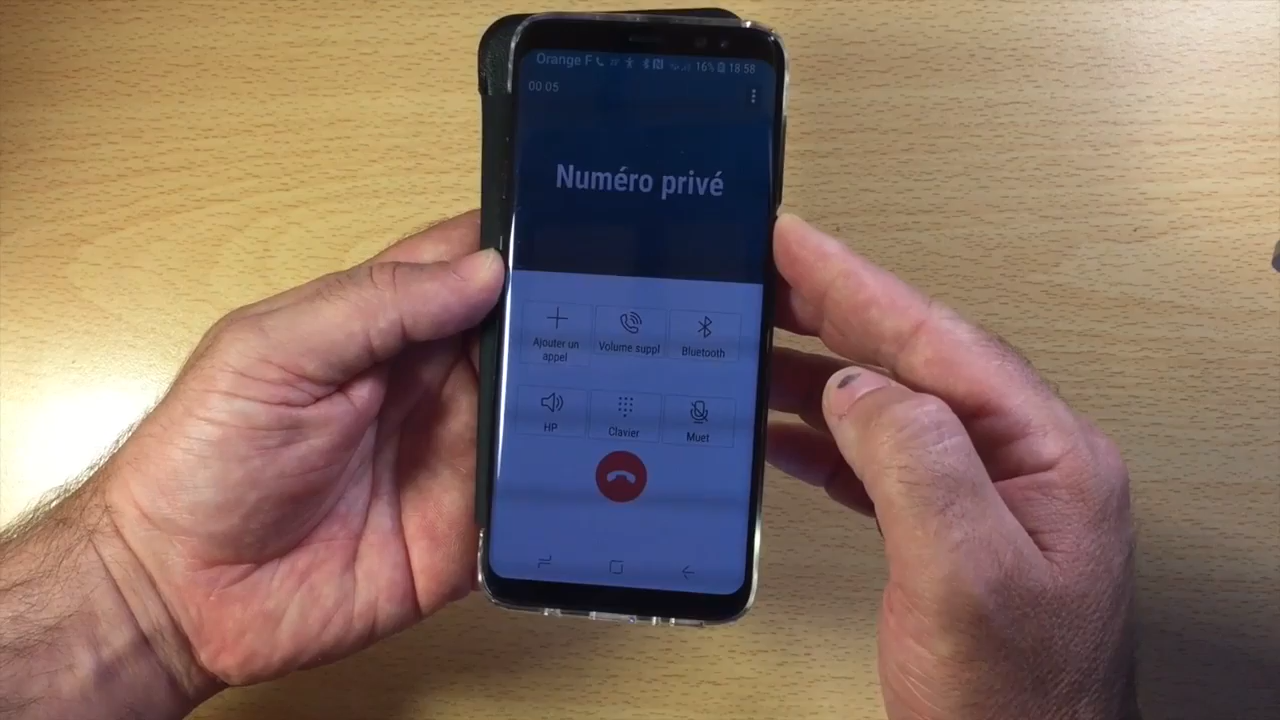 Orange F 16% 18 58
00 05
Numéro privé
Ajouter un
appel
Volume suppl
Bluetooth
HP
Clavier
Muet